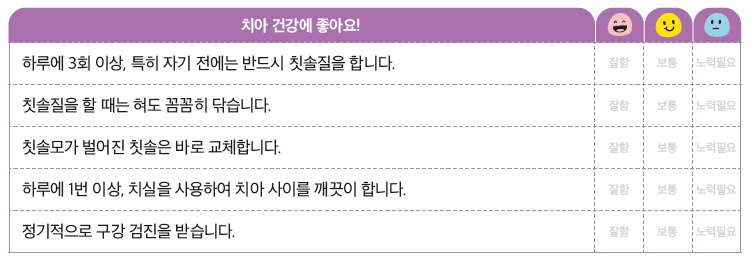 치아 건강에 좋아요!
하루에 3회 이상, 특히 자기 전에는 반드시 칫솔질을 합니다. 잘함 보통 노력필요
칫솔질을 할 때는 혀도 꼼꼼히 닦습니다. 잘함 보통 노력필요
칫솔모가 벌어진 칫솔은 바로 교체합니다. 잘함 보통 노력필요
하루에 1번 이상, 치실을 사용하여 치아 사이를 깨끗이 합니다. 잘함 보통 노력필요
정기적으로 구강 검진을 받습니다. 잘함 보통 노력필요